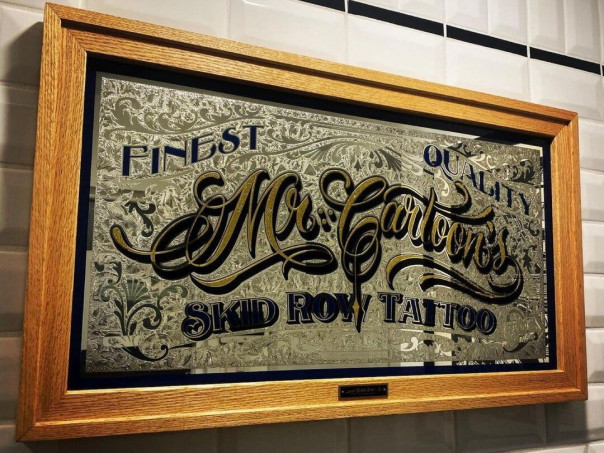 FINEST QUALITY
Mr. Cartoon's
SKID ROW TATTOO